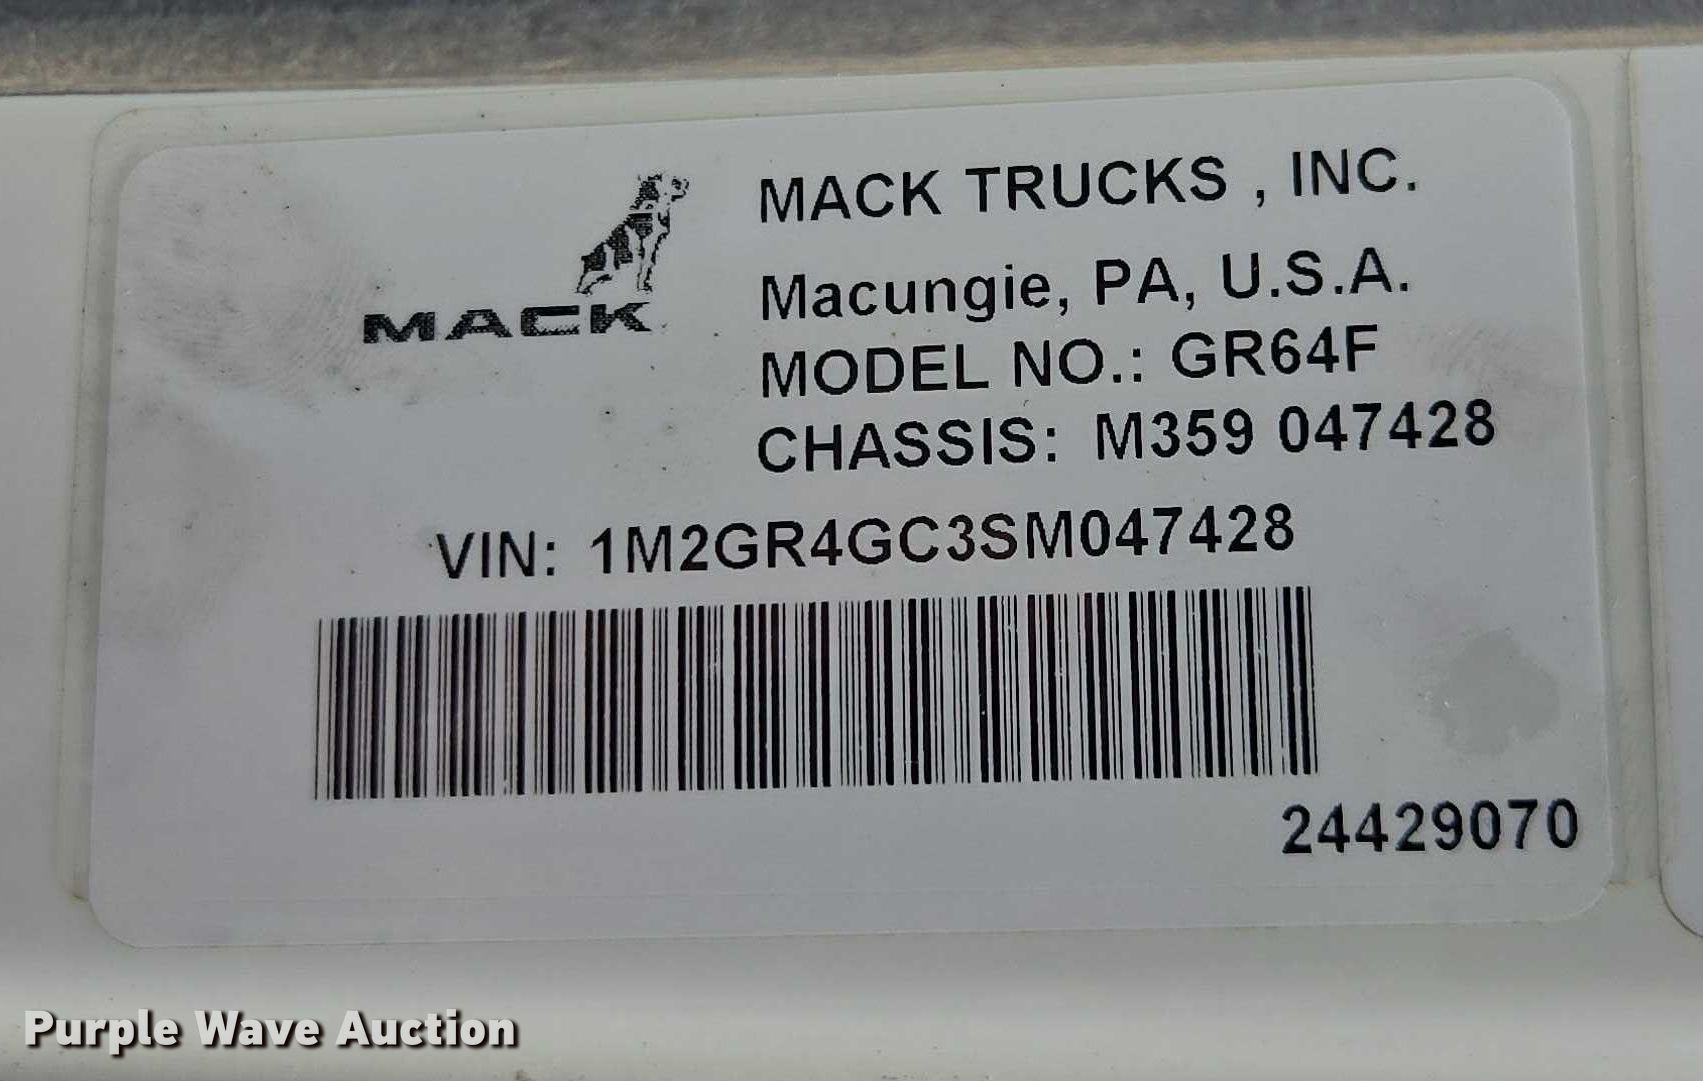 MACK
MACK TRUCKS , INC.
Macungie, PA, U.S.A.
MODEL NO.: GR64F
CHASSIS: M359 047428
VIN: 1M2GR4GC3SM047428
24429070
Purple Wave Auction